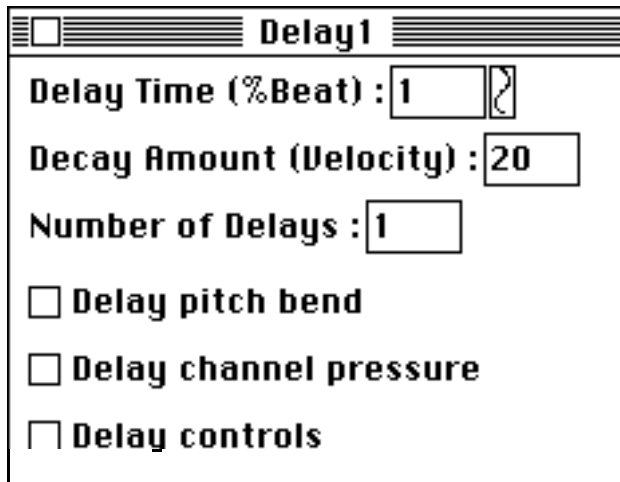 Delay1
Delay Time (%Beat) : 1
Decay Amount (Velocity) : 20
Number of Delays : 1
Delay pitch bend
Delay channel pressure
Delay controls